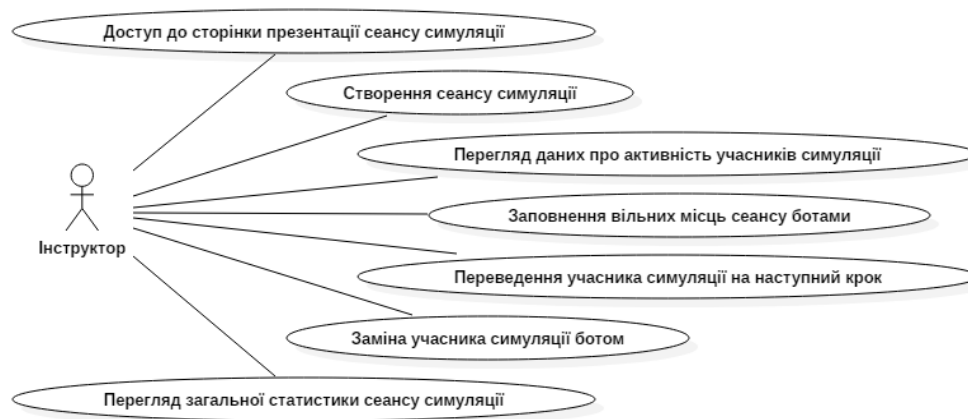 Доступ до сторінки презентації сеансу симуляції
Створення сеансу симуляції
Перегляд даних про активність учасників симуляції
Заповнення вільних місць сеансу ботами
Інструктор
Переведення учасника симуляції на наступний крок
Заміна учасника симуляції ботом
Перегляд загальної статистики сеансу симуляції